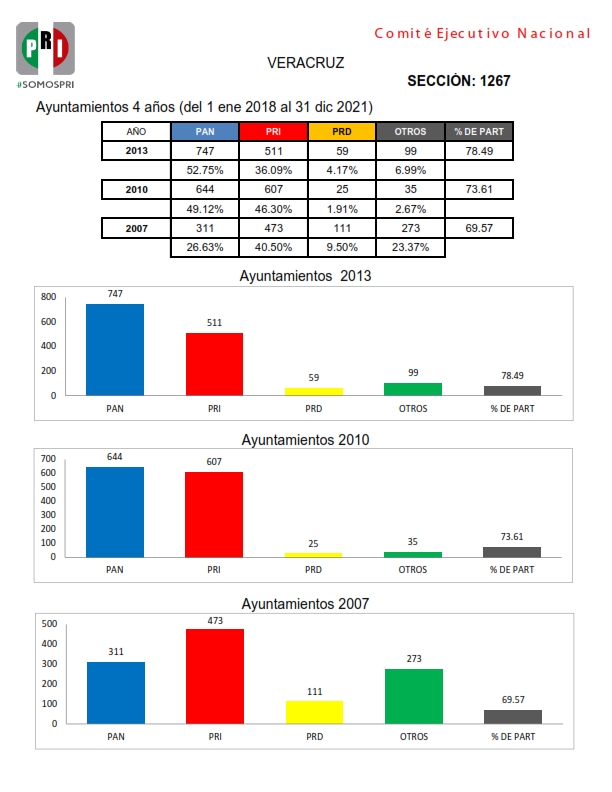 Comité Ejecutivo Nacional
PRI
#SOMOSPRI
VERACRUZ
SECCIÓN: 1267
Ayuntamientos 4 años (del 1 ene 2018 al 31 dic 2021)
AÑO PAN PRI PRD OTROS % DE PART
2013 747 511 59 99 78.49
52.75% 36.09% 4.17% 6.99%
2010 644 607 25 35 73.61
49.12% 46.30% 1.91% 2.67%
2007 311 473 111 273 69.57
26.63% 40.50% 9.50% 23.37%
Ayuntamientos 2013
800
600
400
200
0
747
511
59
99
78.49
PAN PRI PRD OTROS % DE PART
Ayuntamientos 2010
700
600
500
400
300
200
100
0
644
607
25
35
73.61
PAN PRI PRD OTROS % DE PART
Ayuntamientos 2007
500
400
300
200
100
0
311
473
111
273
69.57
PAN PRI PRD OTROS % DE PART